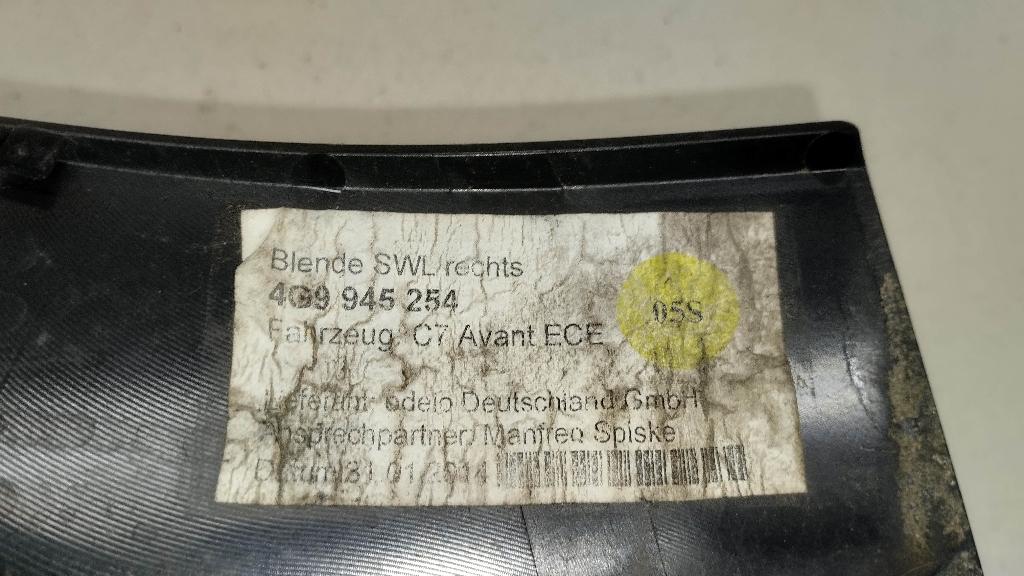 Blende SWL rechts
4G9 945 254
05S
Fahrzeug: C7 Avant ECE
Lieferant: odelo Deutschland GmbH
Ansprechpartner: Manfred Spiske
Datum:31.01.2014